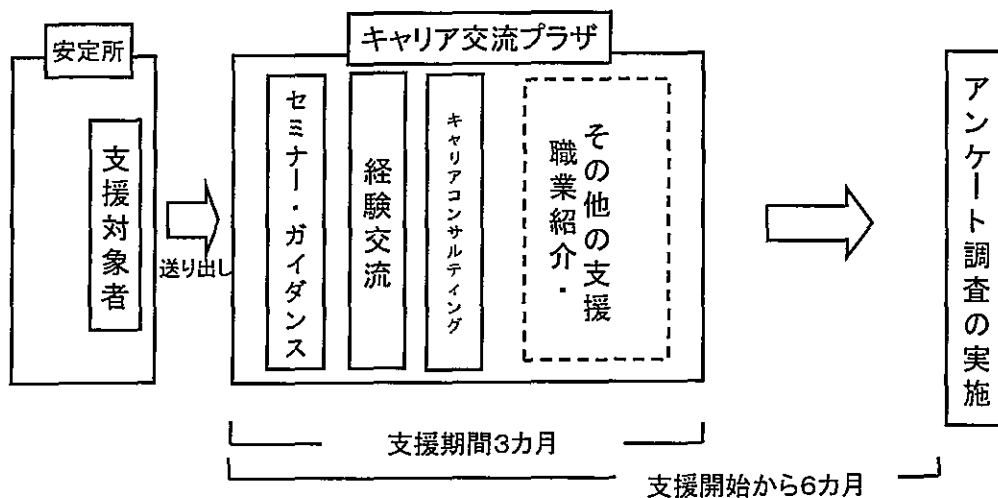 安定所
支援対象者
送り出し
キャリア交流プラザ
セミナー・ガイダンス
経験交流
キャリアコンサルティング
職業紹介・
その他の支援
アンケート調査の実施
支援期間3カ月
支援開始から6カ月